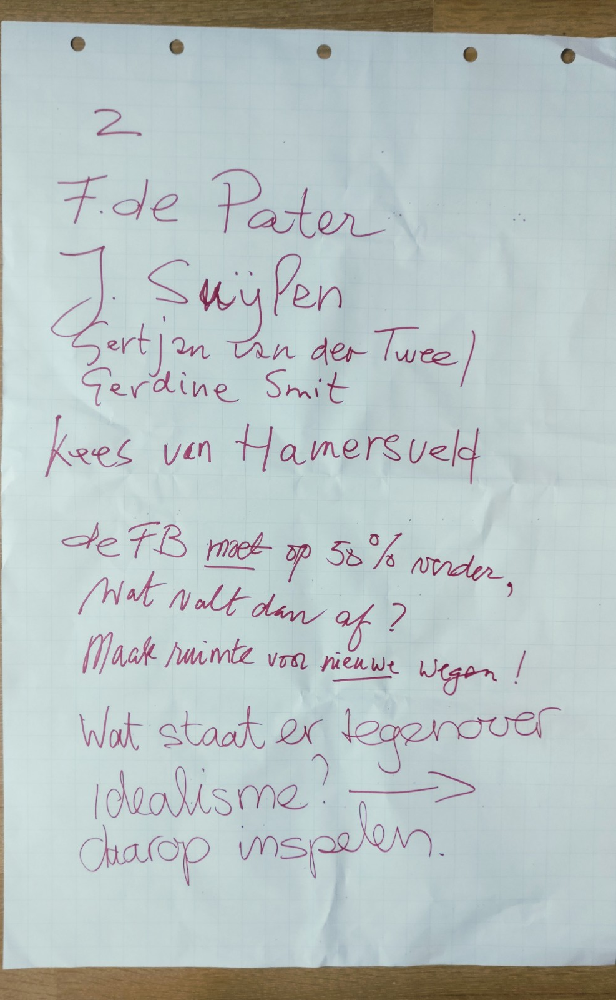 2
F. de Pater
J. Suijlen
Gertjan van der Tweel
Gerdine Smit
Kees van Hamersveld
de FB moet op 50% verder,
Wat valt dan af?
Maak ruimte voor nieuwe wegen!
Wat staat er tegenover
idealisme? →
daarop inspelen.